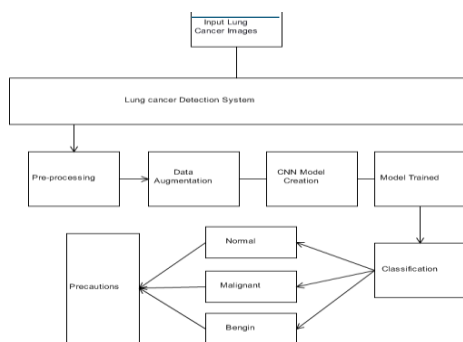 Input Lung
Cancer Images
Lung cancer Detection System
Pre-processing
Data
Augmentation
CNN Model
Creation
Model Trained
Normal
Classification
Precautions
Malignant
Bengin